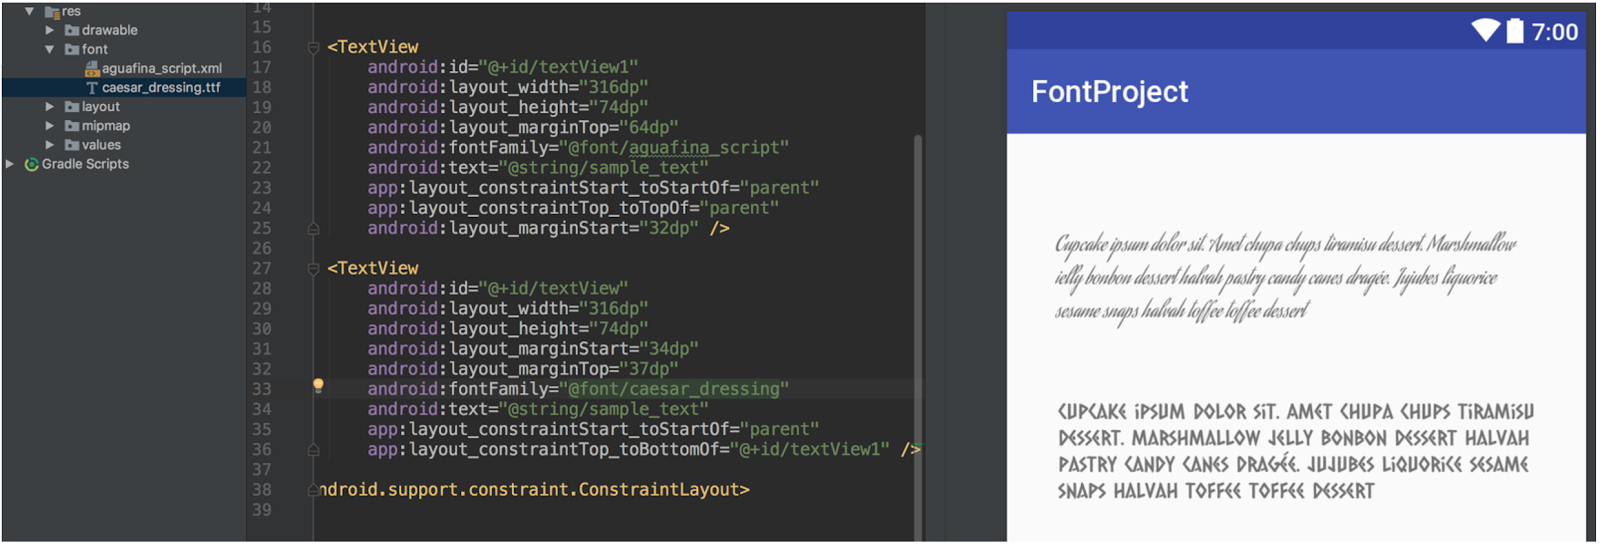 res
drawable
font
aguafina_script.xml
caesar_dressing.ttf
layout
mipmap
values
Gradle Scripts
14
15
16 <TextView
17 android:id="@+id/textView1"
18 android:layout_width="316dp"
19 android:layout_height="74dp"
20 android:layout_marginTop="64dp"
21 android:fontFamily="@font/aguafina_script"
22 android:text="@string/sample_text"
23 app:layout_constraintStart_toStartOf="parent"
24 app:layout_constraintTop_toTopOf="parent"
25 android:layout_marginStart="32dp" />
26
27 <TextView
28 android:id="@+id/textView"
29 android:layout_width="316dp"
30 android:layout_height="74dp"
31 android:layout_marginStart="34dp"
32 android:layout_marginTop="37dp"
33 android:fontFamily="@font/caesar_dressing"
34 android:text="@string/sample_text"
35 app:layout_constraintStart_toStartOf="parent"
36 app:layout_constraintTop_toBottomOf="@+id/textView1" />
37
38 ndroid.support.constraint.ConstraintLayout>
39
7:00
FontProject
Cupcake ipsum dolor sit. Amet chupa chups tiramisu dessert. Marshmallow
jelly bonbon dessert halvah pastry candy canes dragée. Jujubes liquorice
sesame snaps halvah toffee toffee dessert
CUPCAKE IPSUM DOLOR SIT. AMET CHUPA CHUPS TIRAMISU
DESSERT. MARSHMALLOW JELLY BONBON DESSERT HALVAH
PASTRY CANDY CANES DRAGÉE. JUJUBES LIQUORICE SESAME
SNAPS HALVAH TOFFEE TOFFEE DESSERT